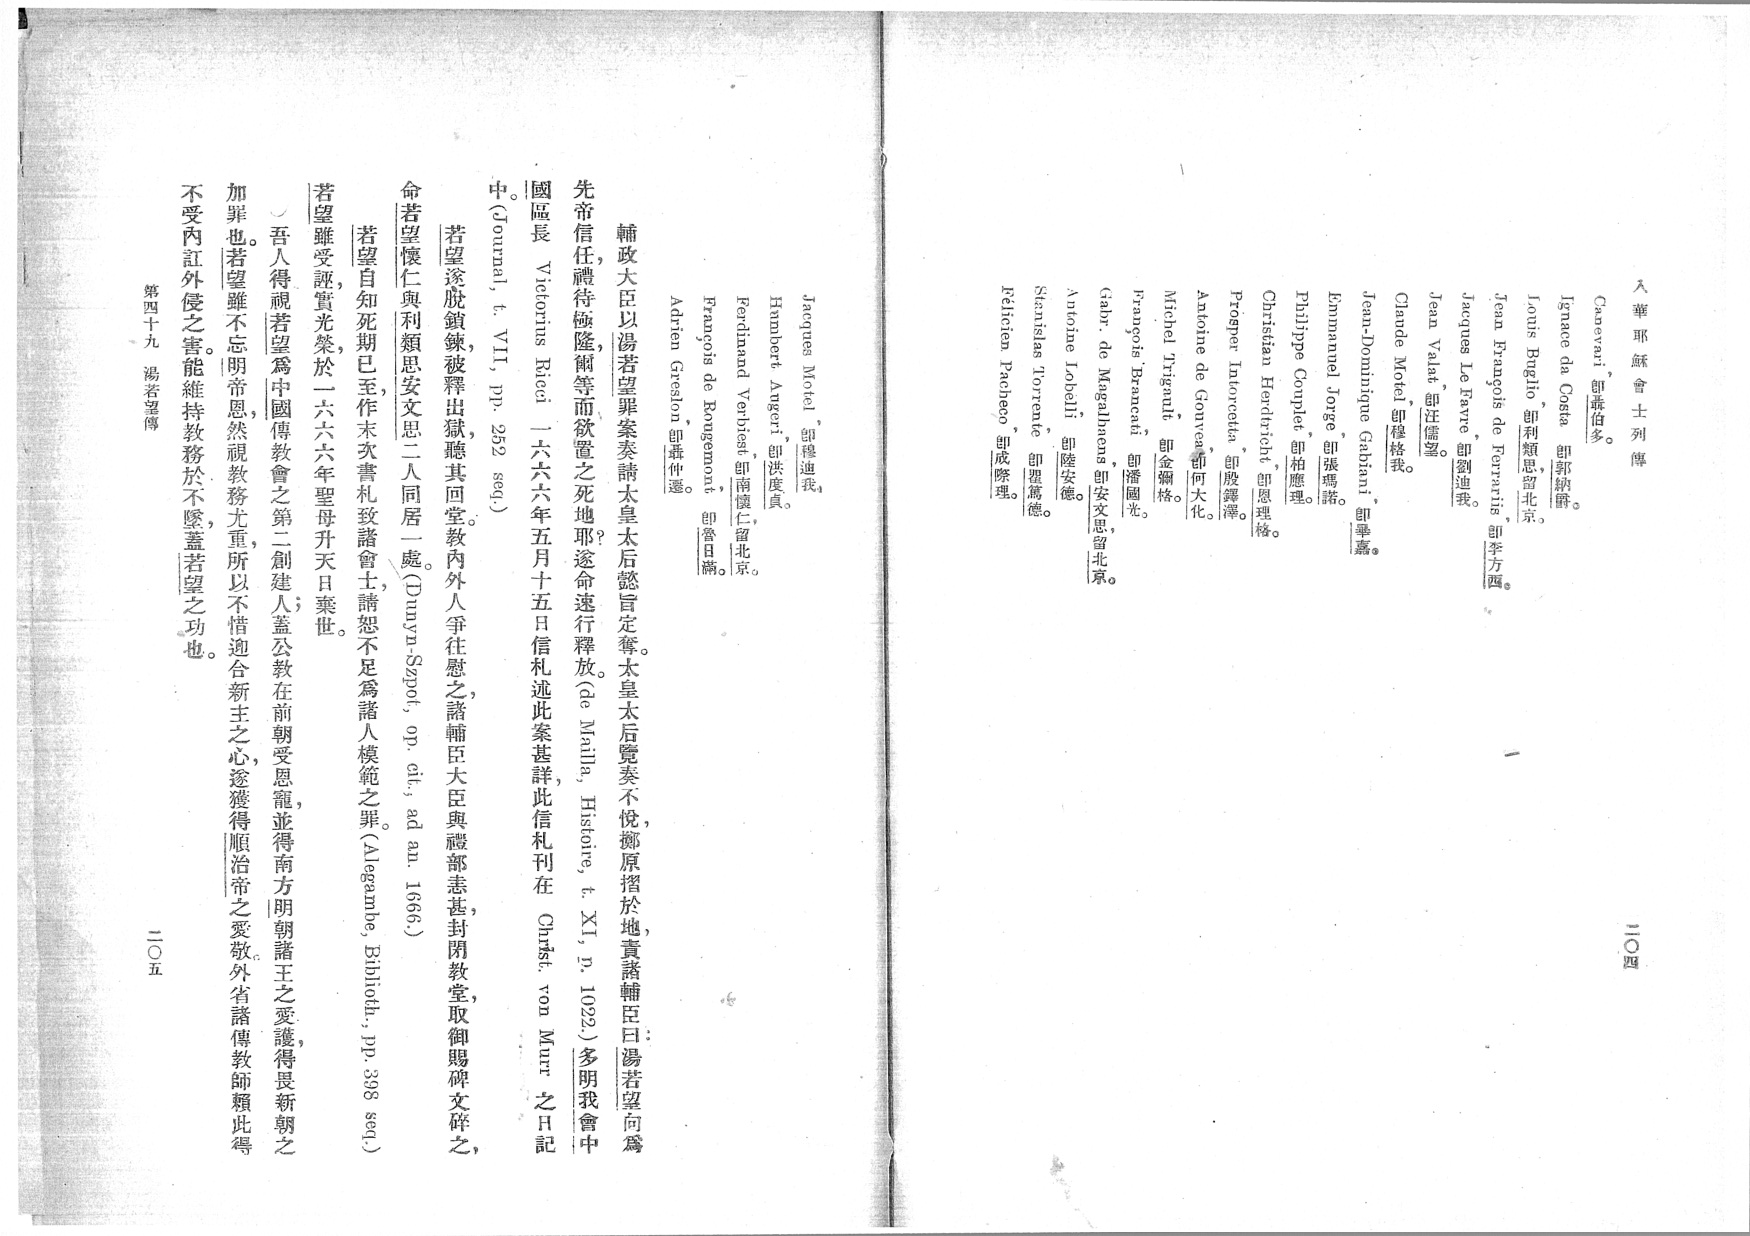 入華耶穌會士列傳
二〇四
Canevari, 卽聶伯多。
Ignace da Costa 卽郭納爵。
Louis Buglio, 卽利類思,留北京。
Jean François de Ferrariis, 卽李方西。
Jacques Le Favre, 卽劉迪我。
Jean Valat, 卽汪儒望
Claude Motel, 卽穆格我。
Jean-Dominique Gabiani, 卽畢嘉。
Emmanuel Jorge, 卽張瑪諾。
Philippe Couplet, 卽柏應理。
Christian Herdtricht, 卽恩理格。
Prosper Intorcetta, 卽殷鐸澤。
Antoine de Gouvea, 卽何大化。
Michel Trigault, 卽金彌格。
François Brancati, 卽潘國光。
Gabr. de Magalhaens, 卽安文思,留北京。
Antoine Lobelli, 卽陸安德。
Stanislas Torrente, 卽瞿篤德。
Félicien Pacheco, 卽成際理。
Jacques Motel, 卽穆迪我。
Humbert Augeri, 卽洪度貞。
Ferdinand Verbiest, 卽南懷仁,留北京。
François de Rougemont, 卽魯日滿。
Adrien Greslon, 卽聶仲遷。
輔政大臣以湯若望罪案奏請太皇太后懿旨定奪。太皇太后覽奏不悅,擲原摺於地,責諸輔臣曰:湯若望向爲
先帝信任,禮待極隆,爾等而欲置之死地耶?遂命速行釋放。(de Mailla, Histoire, t. XI, p. 1022.)多明我會中
國區長 Victorius Ricci 一六六六年五月十五日信札述此案甚詳,此信札刊在 Christ. von Murr 之日記
中。(Journal, t. VII, pp. 252 seq.)
若望遂脫鎖鍊,被釋出獄,聽其回堂。教內外人爭往慰之,諸輔臣大臣與禮部恚甚,封閉教堂,取御賜碑文碎之,
命若望懷仁與利類思安文思二人同居一處。(Dunyn-Szpot, op. cit., ad an. 1666.)
若望自知死期已至,作末次書札致諸會士,請恕不足爲諸人模範之罪。(Alegambe, Biblioth., pp. 398 seq.)
若望雖受誣,實光榮,於一六六六年聖母升天日棄世。
吾人得視若望爲中國傳教會之第二創建人;蓋公教在前朝受恩寵,並得南方明朝諸王之愛護,得畏新朝之
加罪也。若望雖不忘明帝恩,然視教務尤重,所以不惜迎合新主之心,遂獲得順治帝之愛敬。外省諸傳教師賴此得
不受內訌外侵之害。能維持教務於不墜,蓋若望之功也。
第四十九 湯若望傳
二〇五